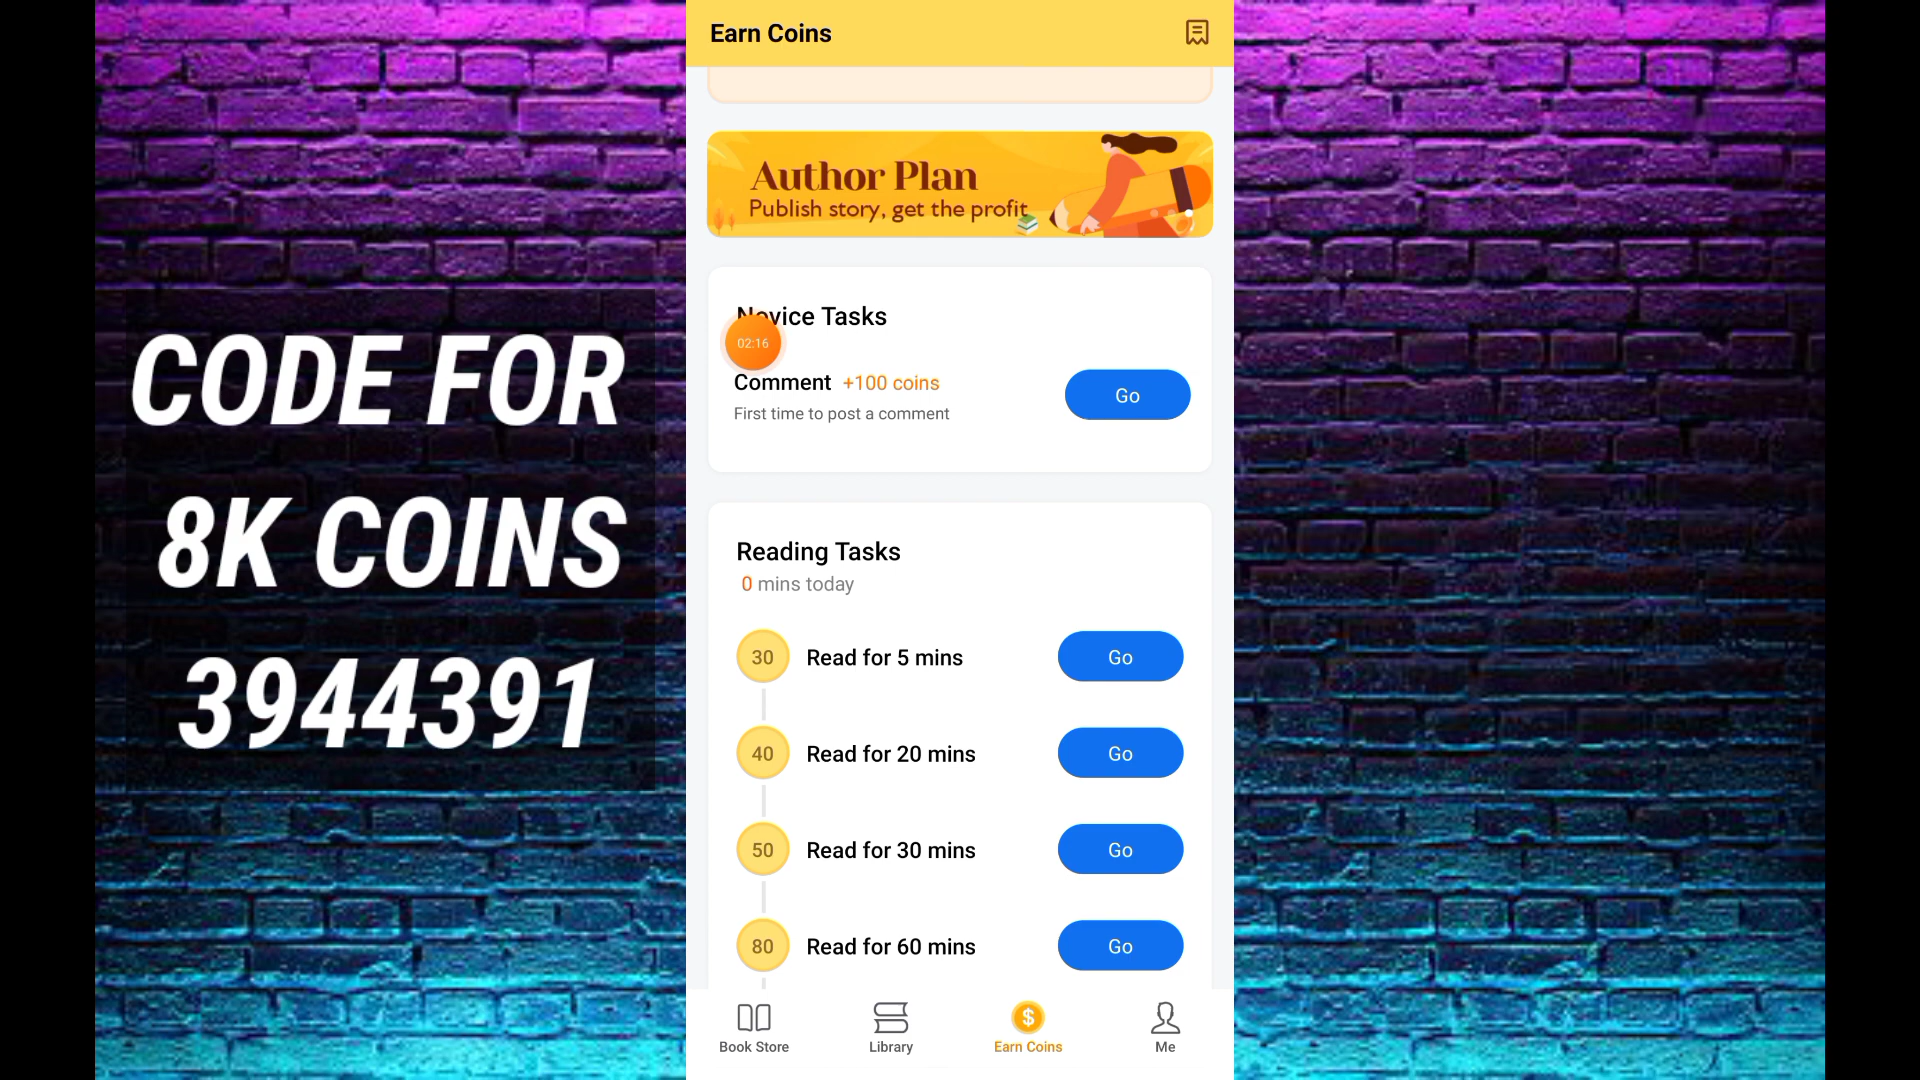 CODE FOR
8K COINS
3944391
Earn Coins
Author Plan
Publish story, get the profit
Novice Tasks
02:16
Comment +100 coins
First time to post a comment
Go
Reading Tasks
0 mins today
30 Read for 5 mins Go
40 Read for 20 mins Go
50 Read for 30 mins Go
80 Read for 60 mins Go
Book Store Library Earn Coins Me